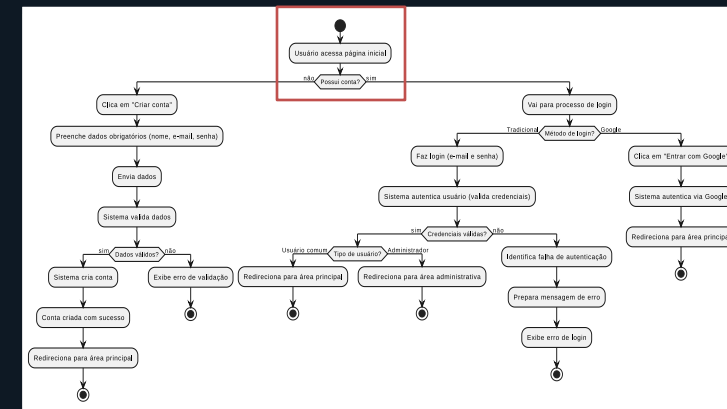 Usuário acessa página inicial
não
Possui conta?
sim
Clica em "Criar conta"
Vai para processo de login
Preenche dados obrigatórios (nome, e-mail, senha)
Tradicional
Método de login?
Google
Faz login (e-mail e senha)
Clica em "Entrar com Google"
Envia dados
Sistema autentica usuário (valida credenciais)
Sistema autentica via Google
Sistema valida dados
sim
Credenciais válidas?
não
Redireciona para área principa
sim
Dados válidos?
não
Usuário comum
Tipo de usuário?
Administrador
Identifica falha de autenticação
Sistema cria conta
Exibe erro de validação
Redireciona para área principal
Redireciona para área administrativa
Prepara mensagem de erro
Conta criada com sucesso
Exibe erro de login
Redireciona para área principal